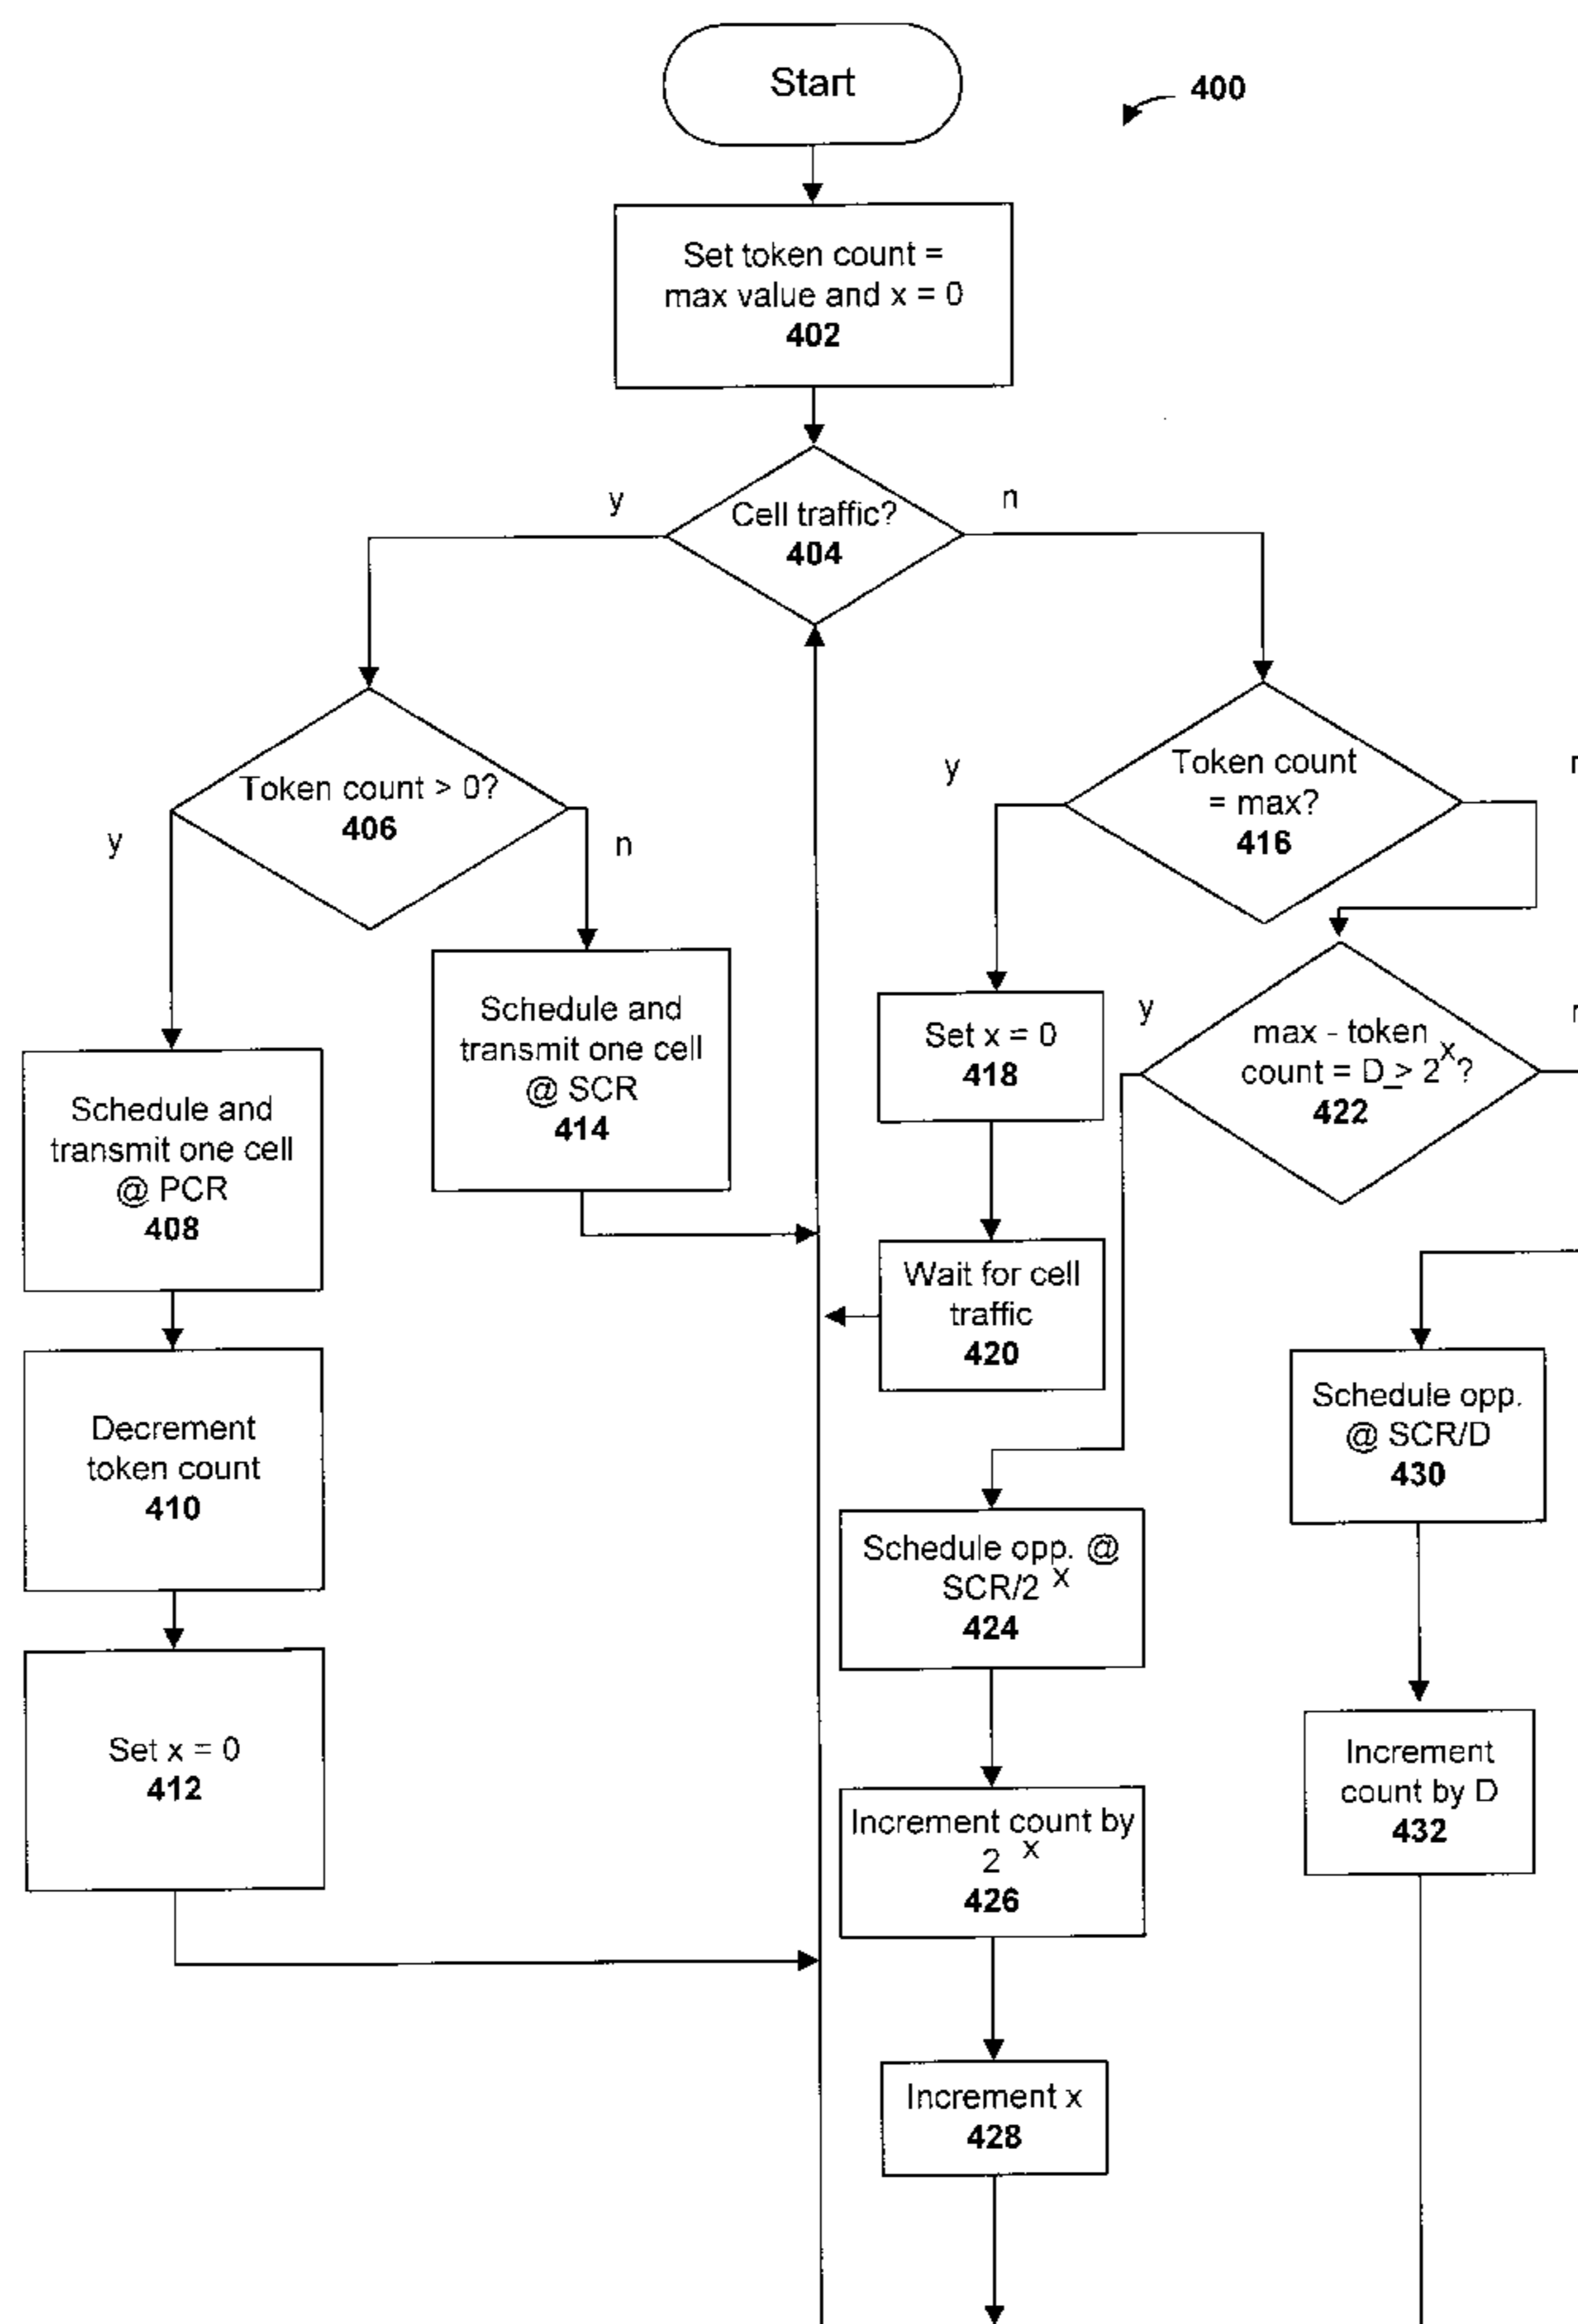 Start
400
Set token count =
max value and x = 0
402
y
Cell traffic?
404
n
Token count > 0?
406
y
n
y
Token count
= max?
416
Schedule and
transmit one cell
@ SCR
414
Set x = 0
418
y
max - token
count = D > 2^x?
422
Schedule and
transmit one cell
@ PCR
408
Wait for cell
traffic
420
Schedule opp.
@ SCR/D
430
Decrement
token count
410
Schedule opp. @
SCR/2 x
424
Set x = 0
412
Increment
count by D
432
Increment count by
2 x
426
Increment x
428